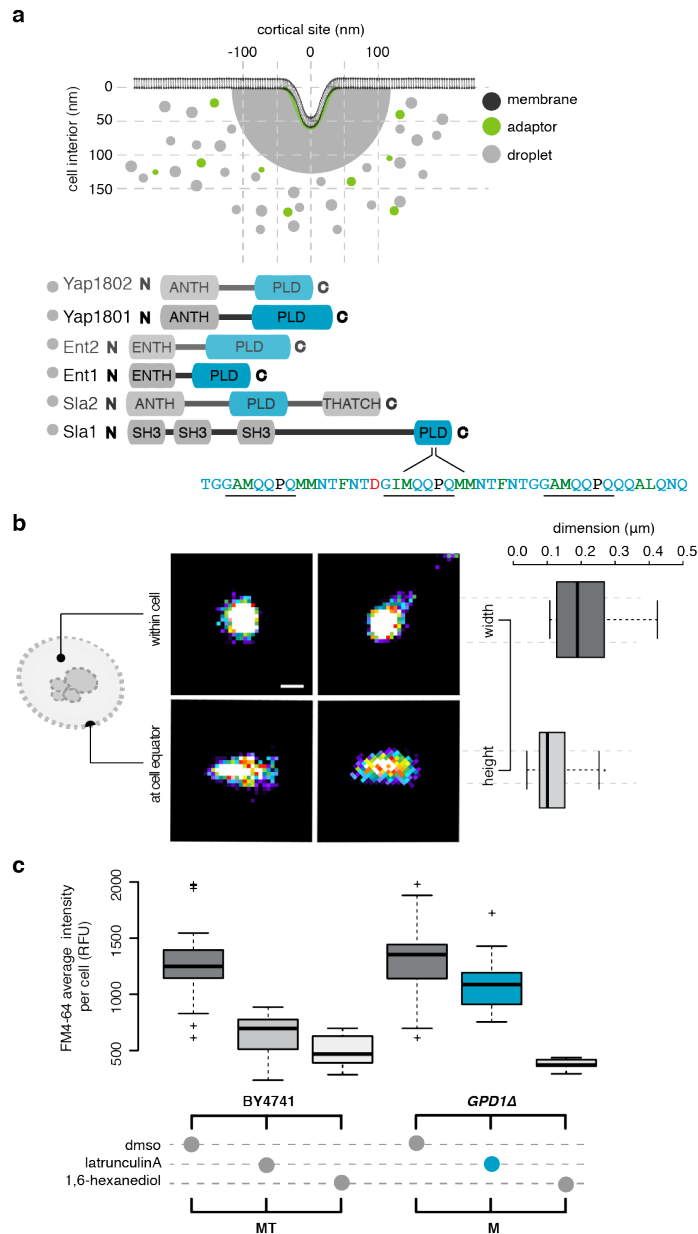 a
cortical site (nm)
-100 0 100
cell interior (nm)
0
50
100
150
membrane
adaptor
droplet
Yap1802 N ANTH PLD C
Yap1801 N ANTH PLD C
Ent2 N ENTH PLD C
Ent1 N ENTH PLD C
Sla2 N ANTH PLD THATCH C
Sla1 N SH3 SH3 SH3 PLD C
TGGAMQQPQMMNTFNTDGIMQQPQMMNTFNTGGAMQQPQQQALQNQ
b
dimension (µm)
0.0 0.1 0.2 0.3 0.5
within cell
width
at cell equator
height
c
FM4-64 average intensity
per cell (RFU)
2000
1500
1000
500
BY4741 GPD1Δ
dmso
latrunculinA
1,6-hexanediol
MT M